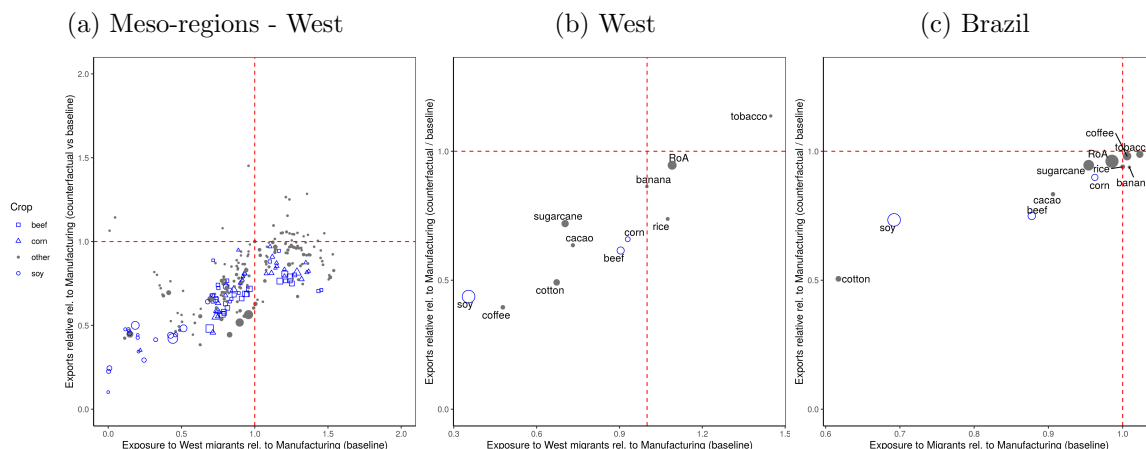 (a) Meso-regions - West
(b) West
(c) Brazil
Crop
beef
corn
other
soy
Exports relative rel. to Manufacturing (counterfactual vs baseline)
2.0
1.5
1.0
0.5
0.0
0.0
0.5
1.0
1.5
2.0
Exposure to West migrants rel. to Manufacturing (baseline)
Exports relative rel. to Manufacturing (counterfactual / baseline)
1.0
0.5
0.0
tobacco
RoA
banana
rice
sugarcane
corn
cacao
beef
cotton
soy
coffee
0.3
0.6
0.9
1.2
1.5
Exposure to West migrants rel. to Manufacturing (baseline)
Exports relative rel. to Manufacturing (counterfactual / baseline)
1.0
0.5
0.0
coffee
tobacc
RoA
sugarcane
rice
banan
corn
cacao
beef
soy
cotton
0.6
0.7
0.8
0.9
1.0
Exposure to Migrants rel. to Manufacturing (baseline)